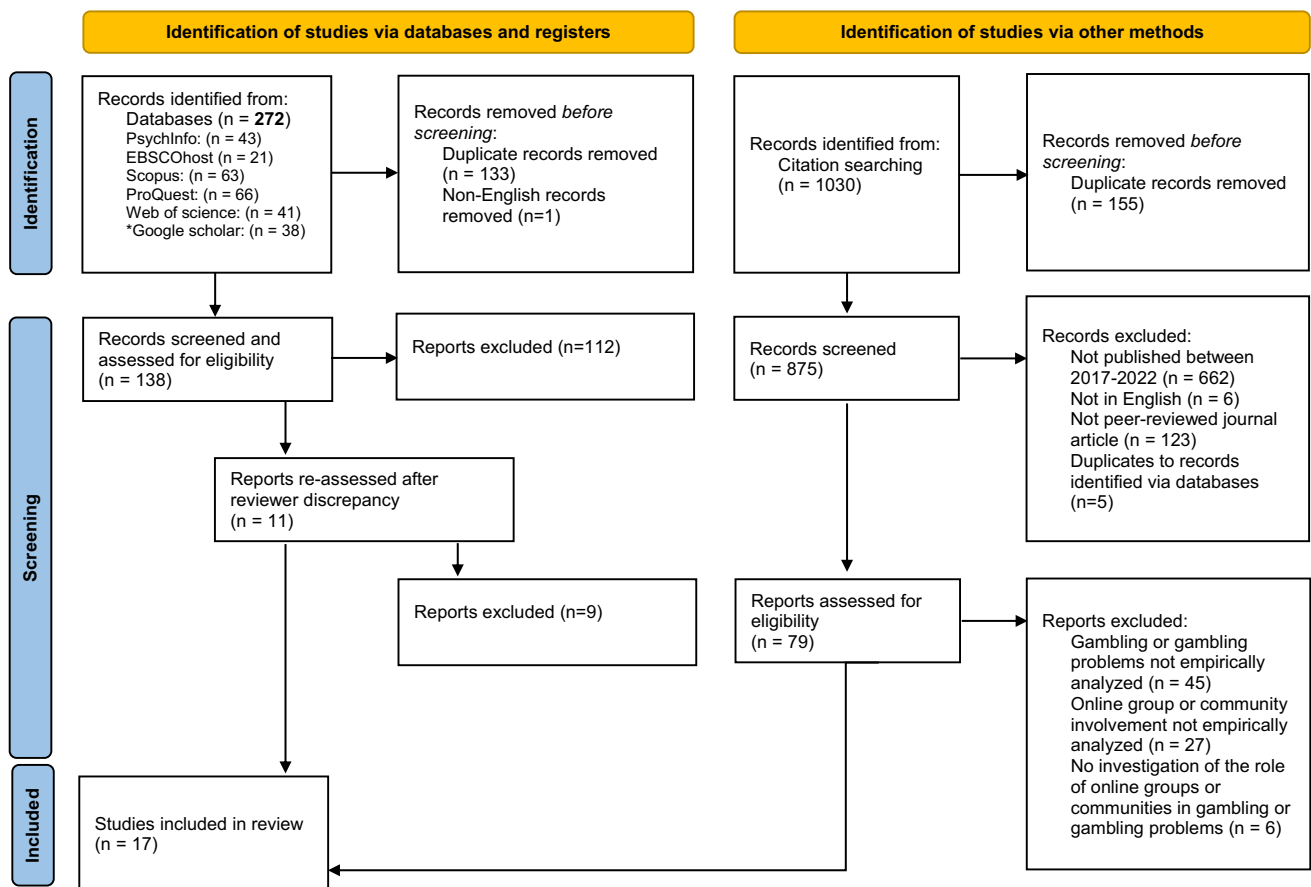 Identification of studies via databases and registers
Identification of studies via other methods
Identification
Records identified from:
Databases (n = 272)
PsychInfo: (n = 43)
EBSCOhost (n = 21)
Scopus: (n = 63)
ProQuest: (n = 66)
Web of science: (n = 41)
*Google scholar: (n = 38)
Records removed before
screening:
Duplicate records removed
(n = 133)
Non-English records
removed (n=1)
Records identified from:
Citation searching
(n = 1030)
Records removed before
screening:
Duplicate records removed
(n = 155)
Screening
Records screened and
assessed for eligibility
(n = 138)
Reports excluded (n=112)
Reports re-assessed after
reviewer discrepancy
(n = 11)
Reports excluded (n=9)
Records screened
(n = 875)
Records excluded:
Not published between
2017-2022 (n = 662)
Not in English (n = 6)
Not peer-reviewed journal
article (n = 123)
Duplicates to records
identified via databases
(n=5)
Reports assessed for
eligibility
(n = 79)
Reports excluded:
Gambling or gambling
problems not empirically
analyzed (n = 45)
Online group or community
involvement not empirically
analyzed (n = 27)
No investigation of the role
of online groups or
communities in gambling or
gambling problems (n = 6)
Included
Studies included in review
(n = 17)